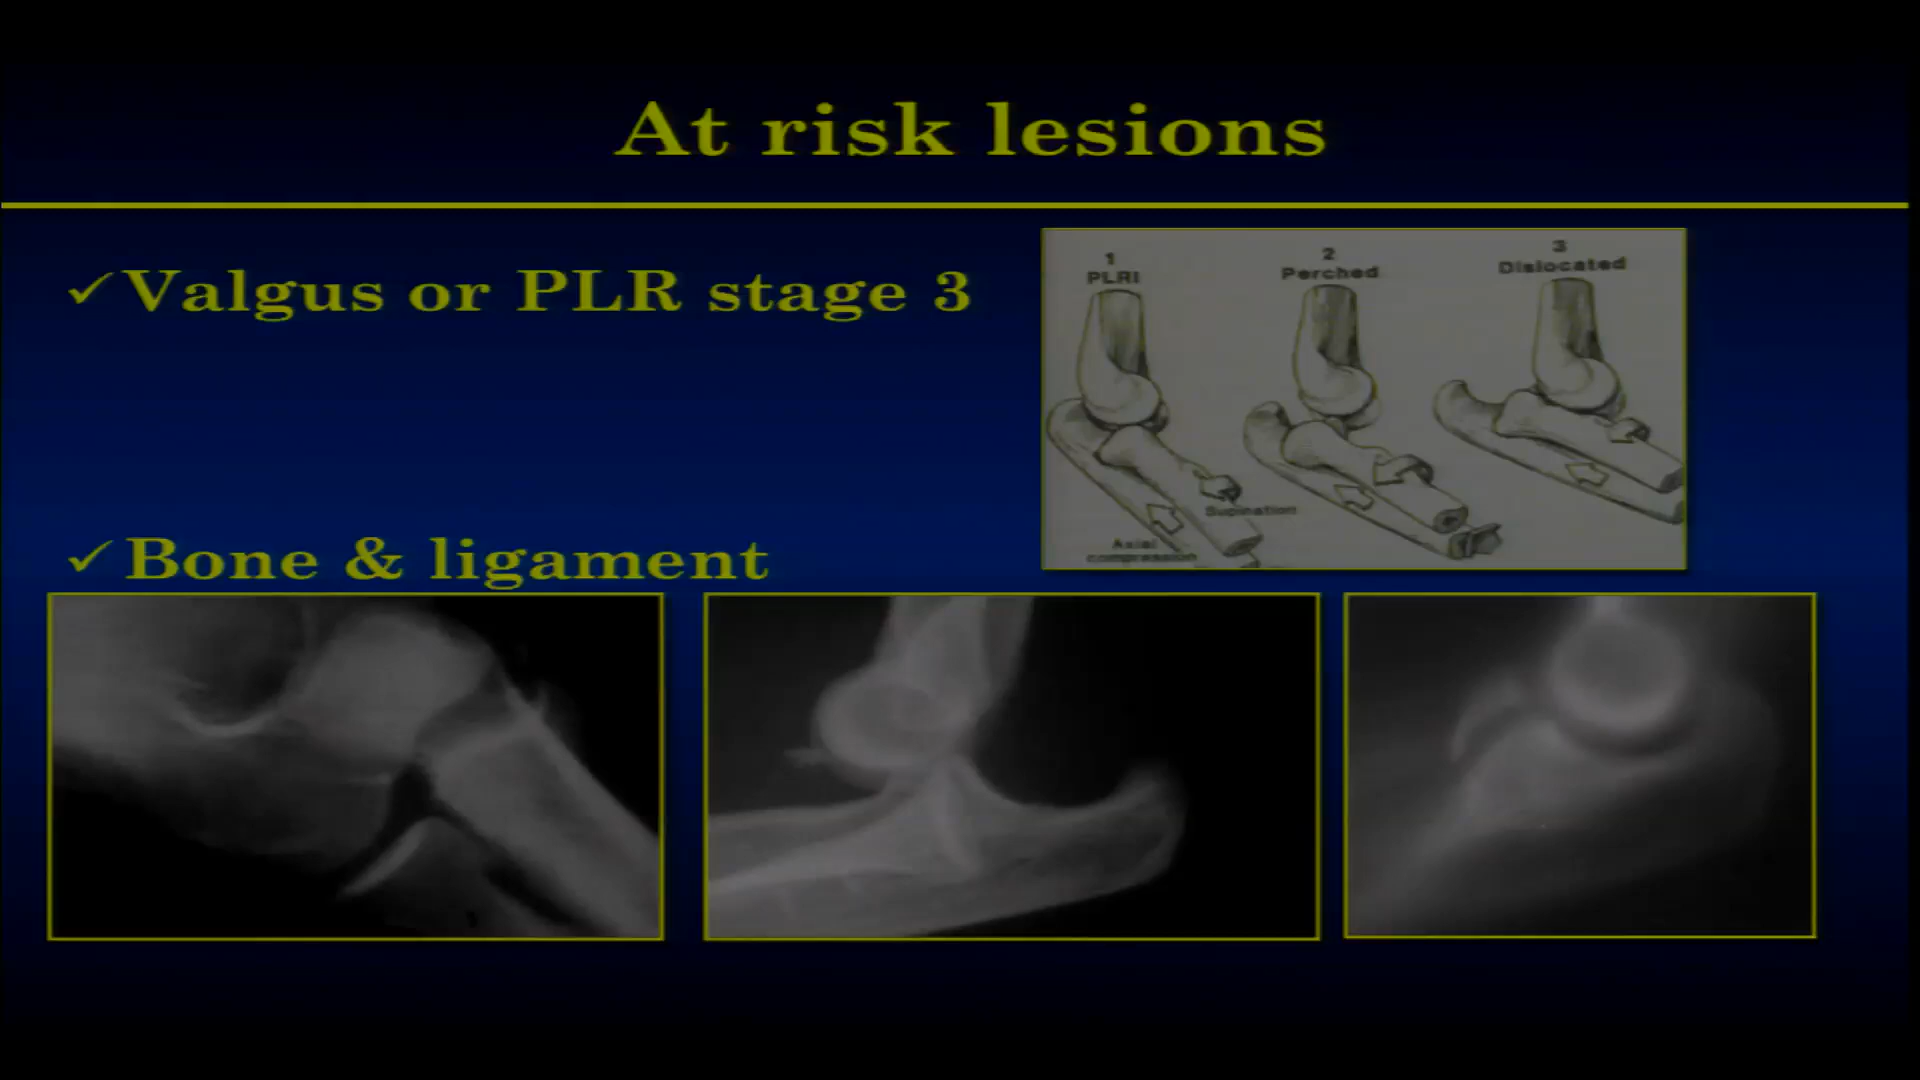 At risk lesions
✓Valgus or PLR stage 3
1
PLRI
2
Perched
3
Dislocated
Supination
Axial
compression
✓Bone & ligament